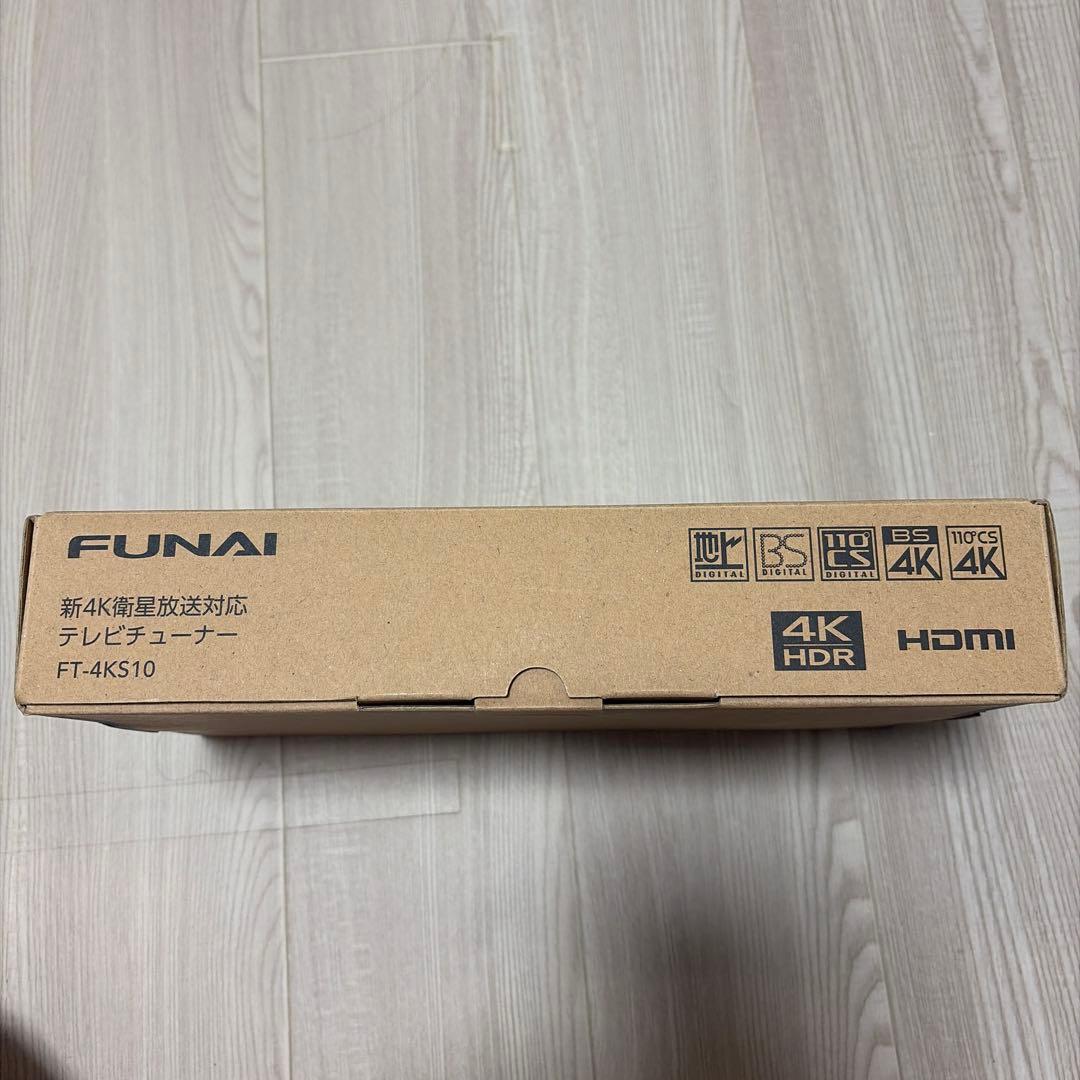 FUNAI
新4K衛星放送対応
テレビチューナー
FT-4KS10
地上 DIGITAL
BS DIGITAL
110°CS DIGITAL
BS 4K
110°CS 4K
4K HDR
HDMI